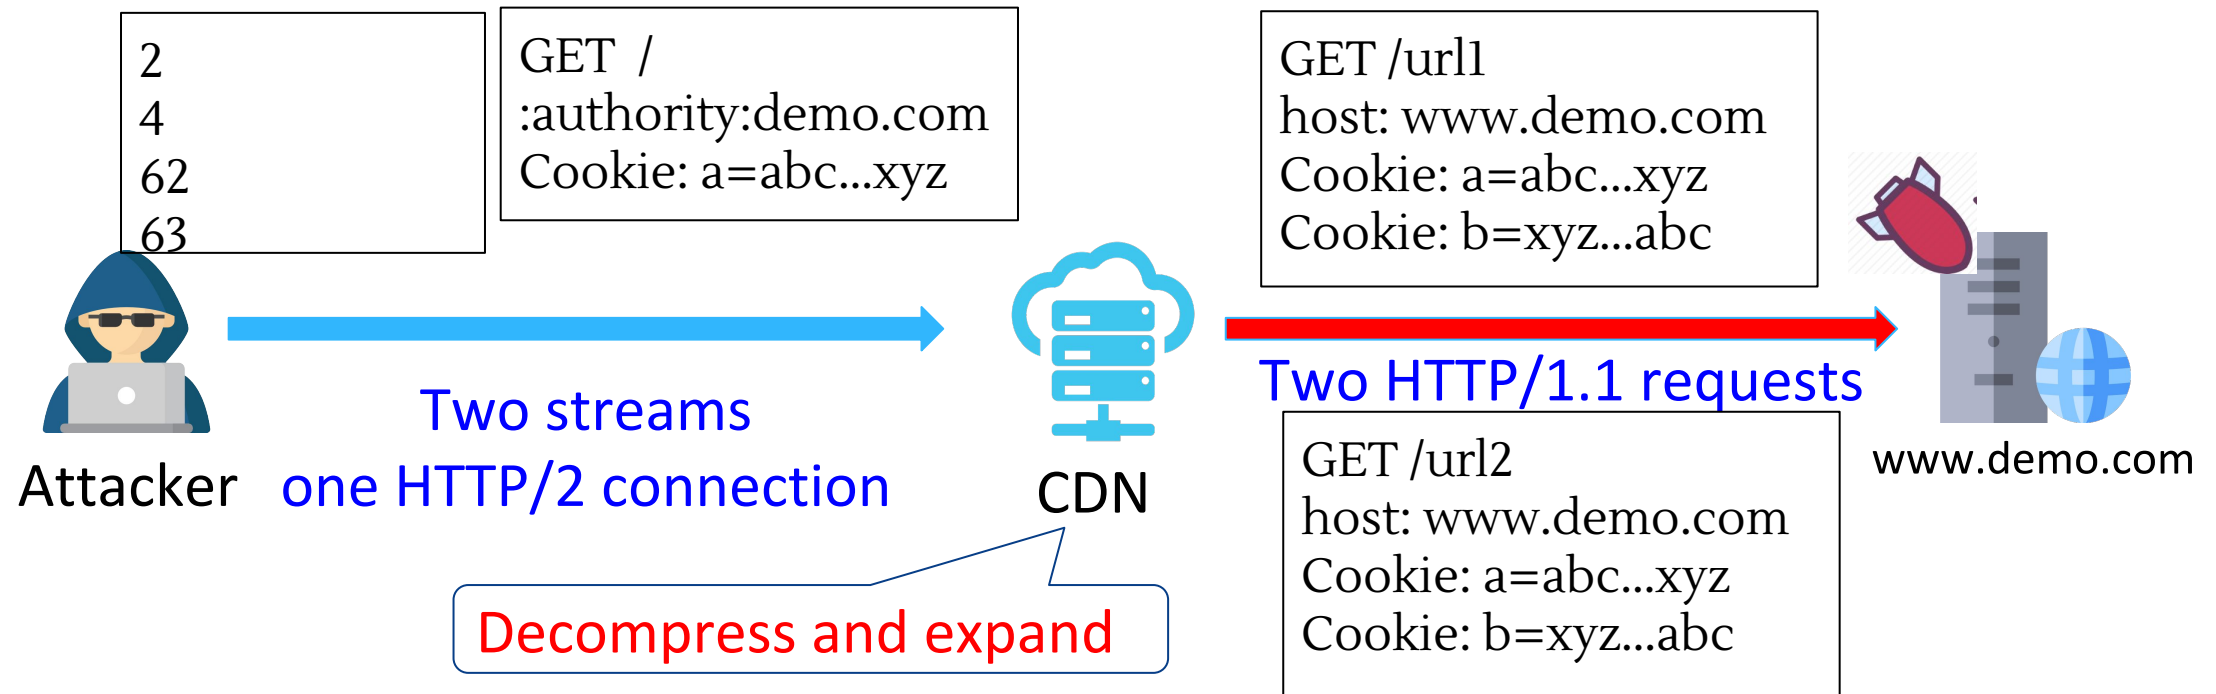 2
4
62
63
GET /
:authority:demo.com
Cookie: a=abc...xyz
GET /url1
host: www.demo.com
Cookie: a=abc...xyz
Cookie: b=xyz...abc
Two streams
one HTTP/2 connection
Two HTTP/1.1 requests
Attacker
CDN
www.demo.com
Decompress and expand
GET /url2
host: www.demo.com
Cookie: a=abc...xyz
Cookie: b=xyz...abc